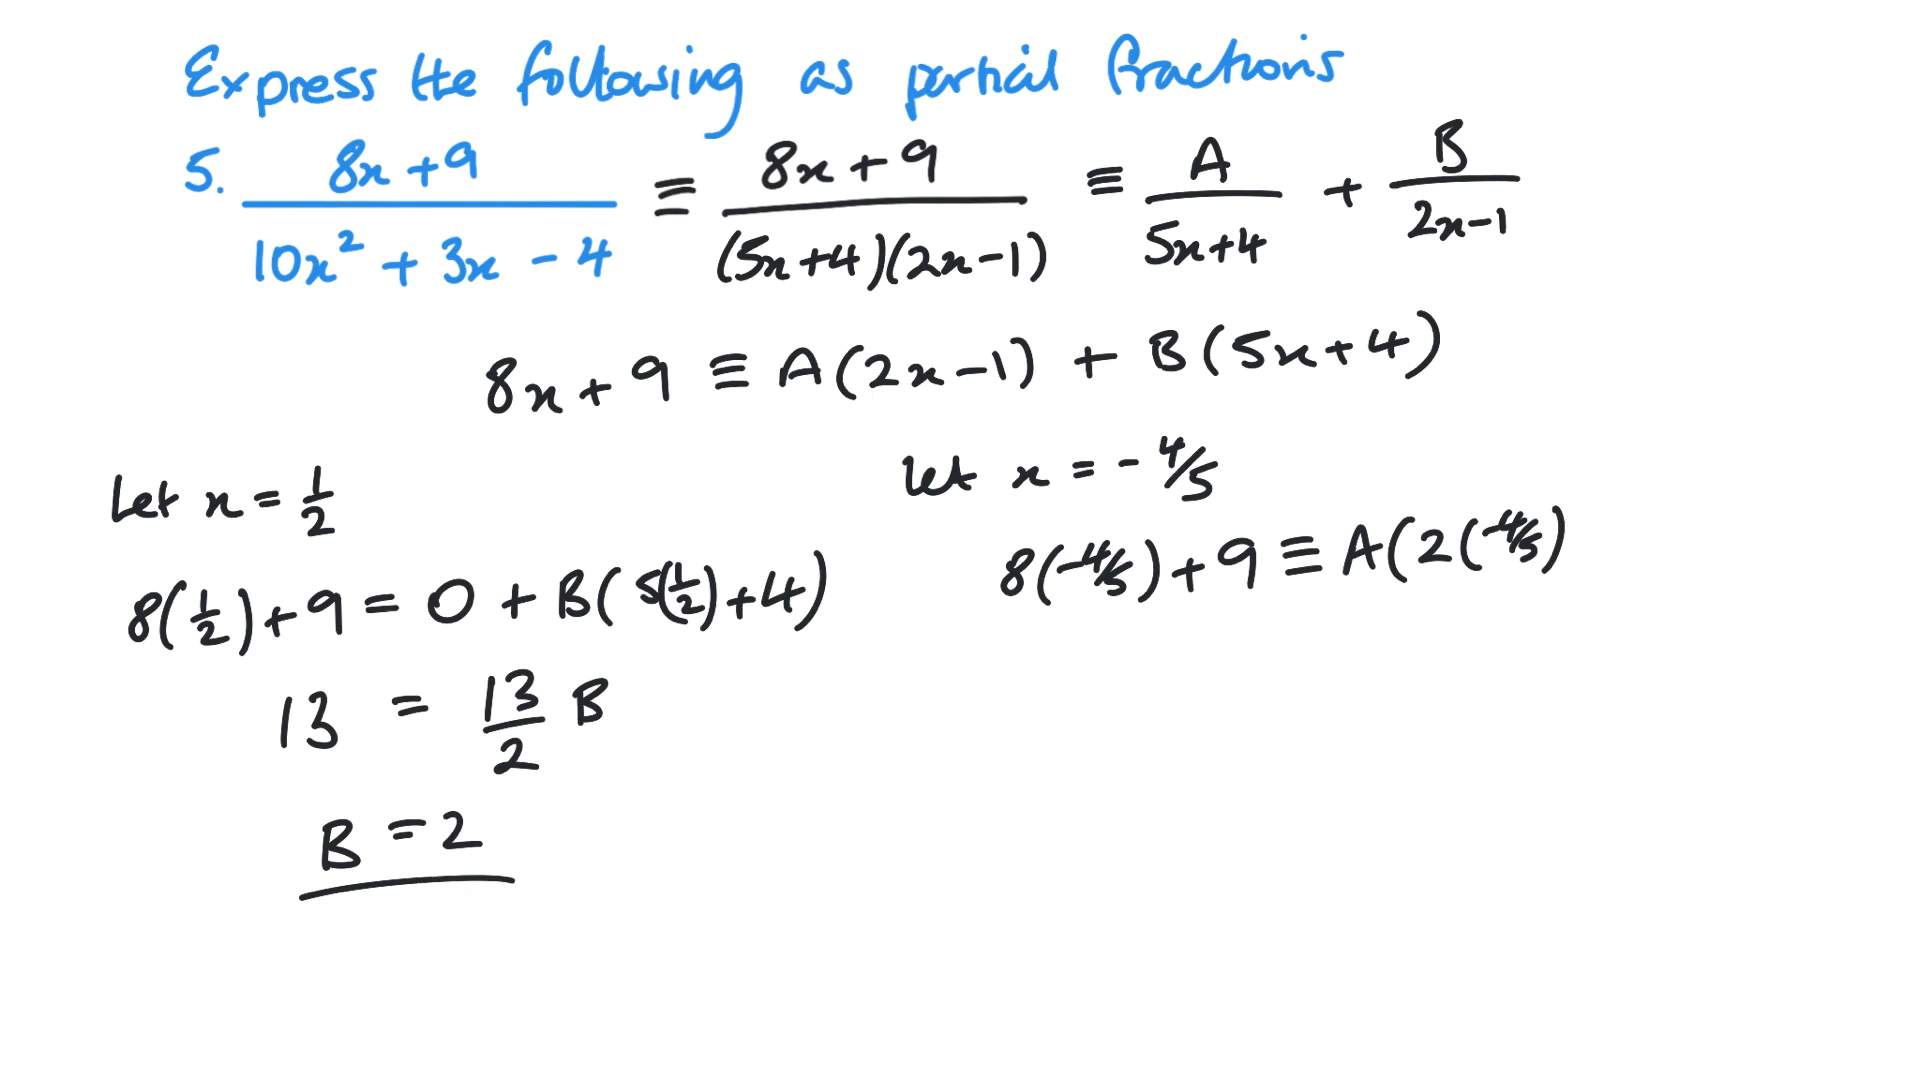 Express the following as partial fractions
5. 8x + 9 / 10x² + 3x - 4 ≡ 8x + 9 / (5x+4)(2x-1) ≡ A / 5x+4 + B / 2x-1
8x + 9 ≡ A(2x-1) + B(5x+4)
Let x = 1/2
8(1/2) + 9 = 0 + B(5(1/2)+4)
13 = 13/2 B
B = 2
Let x = - 4/5
8(-4/5) + 9 ≡ A(2(-4/5)